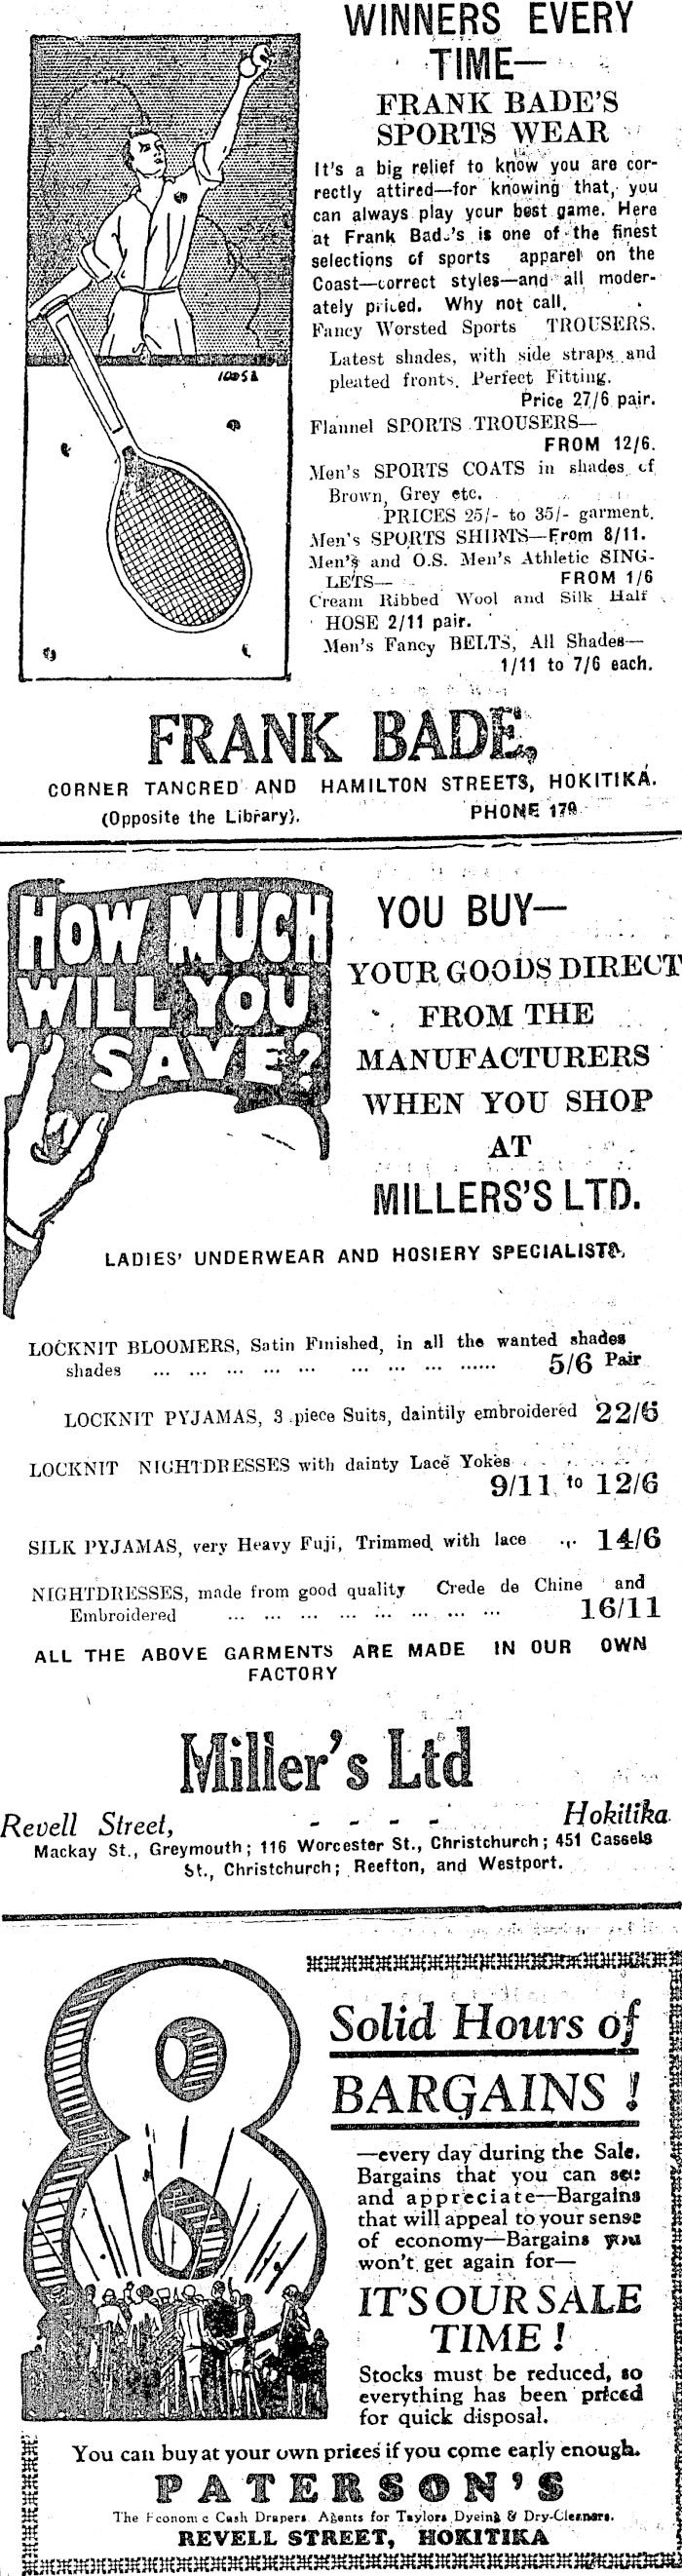 WINNERS EVERY
TIME—
FRANK BADE'S
SPORTS WEAR
It's a big relief to know you are cor-
rectly attired—for knowing that, you
can always play your best game. Here
at Frank Bade's is one of the finest
selections of sports apparel on the
Coast—correct styles—and all moder-
ately priced. Why not call.
Fancy Worsted Sports TROUSERS.
Latest shades, with side straps and
pleated fronts. Perfect Fitting.
Price 27/6 pair.
Flannel SPORTS TROUSERS—
FROM 12/6.
Men's SPORTS COATS in shades of
Brown, Grey etc.
PRICES 25/- to 35/- garment.
Men's SPORTS SHIRTS—From 8/11.
Men's and O.S. Men's Athletic SING-
LETS— FROM 1/6
Cream Ribbed Wool and Silk Half
HOSE 2/11 pair.
Men's Fancy BELTS, All Shades—
1/11 to 7/6 each.
FRANK BADE,
CORNER TANCRED AND HAMILTON STREETS, HOKITIKA.
(Opposite the Library). PHONE 179
HOW MUCH
WILL YOU
SAVE?
YOU BUY—
YOUR GOODS DIRECT
FROM THE
MANUFACTURERS
WHEN YOU SHOP
AT
MILLERS'S LTD.
LADIES' UNDERWEAR AND HOSIERY SPECIALISTS.
LOCKNIT BLOOMERS, Satin Finished, in all the wanted shades
shades ... ... ... ... ... ... ... ... ...... 5/6 Pair
LOCKNIT PYJAMAS, 3 piece Suits, daintily embroidered 22/6
LOCKNIT NIGHTDRESSES with dainty Lace Yokes
9/11 to 12/6
SILK PYJAMAS, very Heavy Fuji, Trimmed with lace ... 14/6
NIGHTDRESSES, made from good quality Crede de Chine and
Embroidered ... ... ... ... ... ... ... ... 16/11
ALL THE ABOVE GARMENTS ARE MADE IN OUR OWN
FACTORY
Miller's Ltd
Revell Street, - - - - Hokitika.
Mackay St., Greymouth; 116 Worcester St., Christchurch; 451 Cassels
St., Christchurch; Reefton, and Westport.
8
Solid Hours of
BARGAINS!
—every day during the Sale.
Bargains that you can see
and appreciate—Bargains
that will appeal to your sense
of economy—Bargains you
won't get again for—
IT'S OUR SALE
TIME!
Stocks must be reduced, so
everything has been priced
for quick disposal.
You can buy at your own prices if you come early enough.
PATERSON'S
The Economic Cash Drapers. Agents for Taylors Dyeing & Dry-Cleaners.
REVELL STREET, HOKITIKA